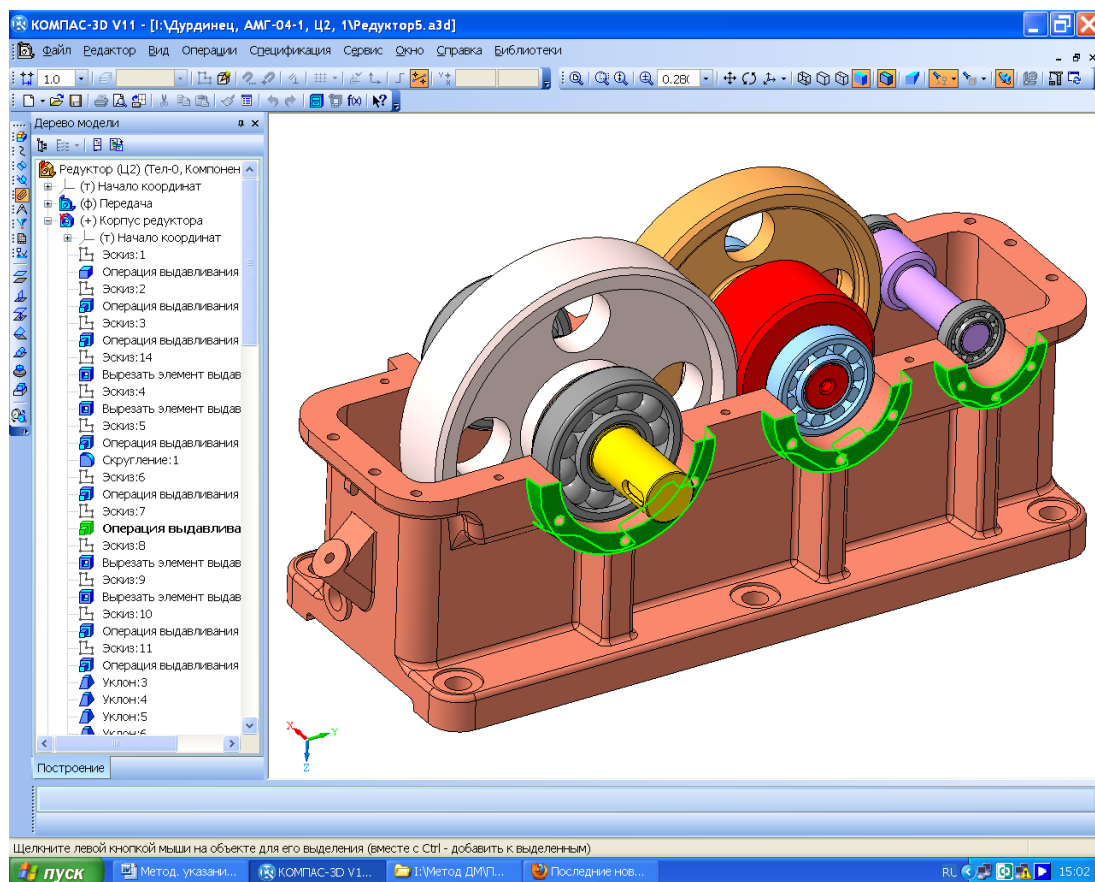 КОМПАС-3D V11 - [I:\Дурдинец, АМГ-04-1, Ц2, 1\Редуктор5.a3d]
Файл Редактор Вид Операции Спецификация Сервис Окно Справка Библиотеки
1.0 0.28(
f(x)
Дерево модели
Редуктор (Ц2) (Тел-0, Компонен
(т) Начало координат
(ф) Передача
(+) Корпус редуктора
(т) Начало координат
Эскиз:1
Операция выдавливания
Эскиз:2
Операция выдавливания
Эскиз:3
Операция выдавливания
Эскиз:14
Вырезать элемент выдав
Эскиз:4
Вырезать элемент выдав
Эскиз:5
Операция выдавливания
Скругление:1
Эскиз:6
Операция выдавливания
Эскиз:7
Операция выдавлива
Эскиз:8
Вырезать элемент выдав
Эскиз:9
Вырезать элемент выдав
Эскиз:10
Операция выдавливания
Эскиз:11
Операция выдавливания
Уклон:3
Уклон:4
Уклон:5
Уклон:6
Построение
X Y
Z
Щелкните левой кнопкой мыши на объекте для его выделения (вместе с Ctrl - добавить к выделенным)
пуск Метод. указани... КОМПАС-3D V1... I:\Метод ДМ\П... Последние нов... RU 15:02